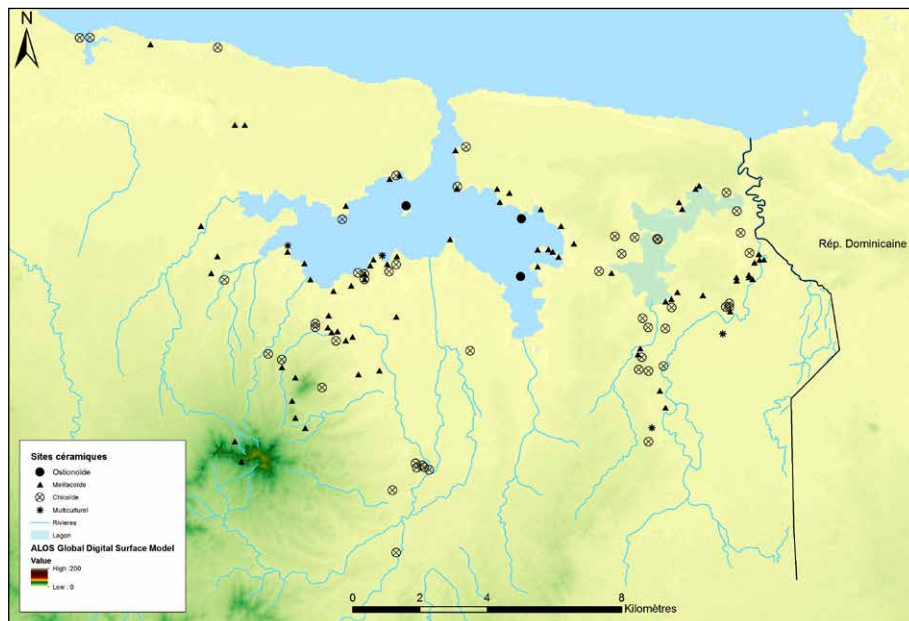 N
Rép. Dominicaine
Sites céramiques
Ostionoïde
Meillacoïde
Chicoïde
Multiculturel
Rivieres
Lagon
ALOS Global Digital Surface Model
Value
High :200
Low : 0
0 2 4 8
Kilomètres